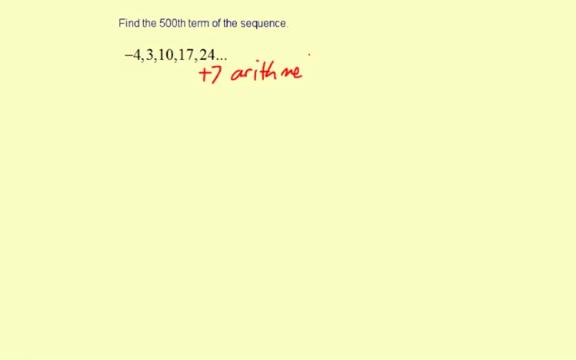 Find the 500th term of the sequence.
−4,3,10,17,24...
+7 arithme